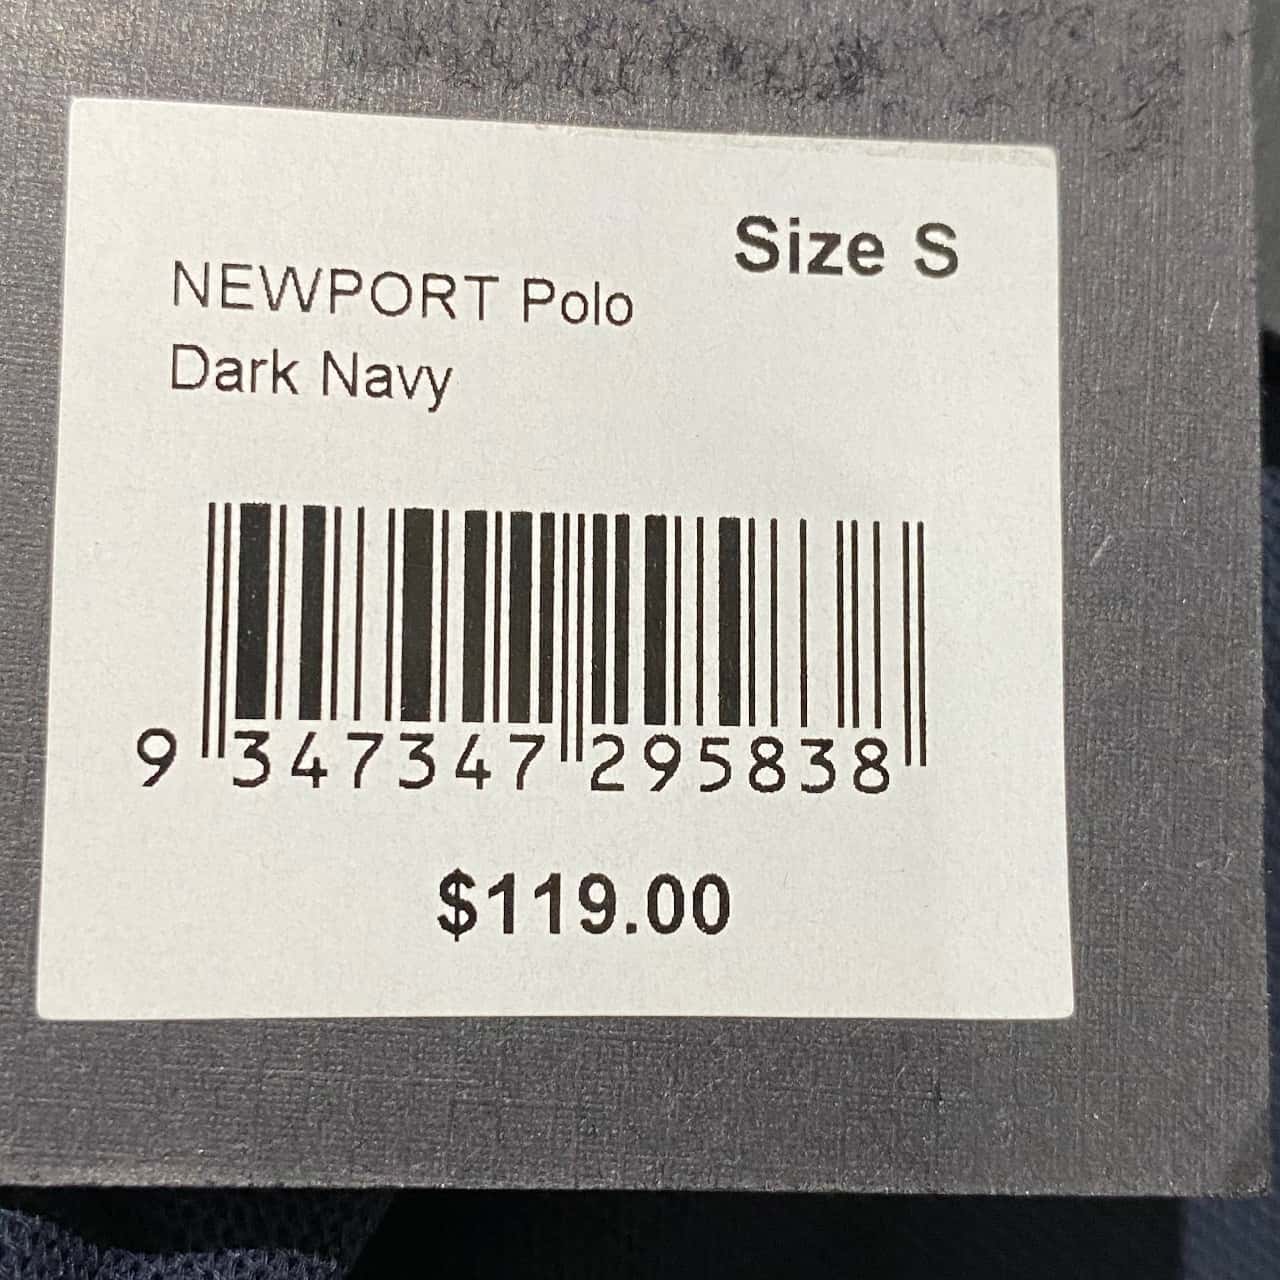 Size S
NEWPORT Polo
Dark Navy
9 347347 295838
$119.00